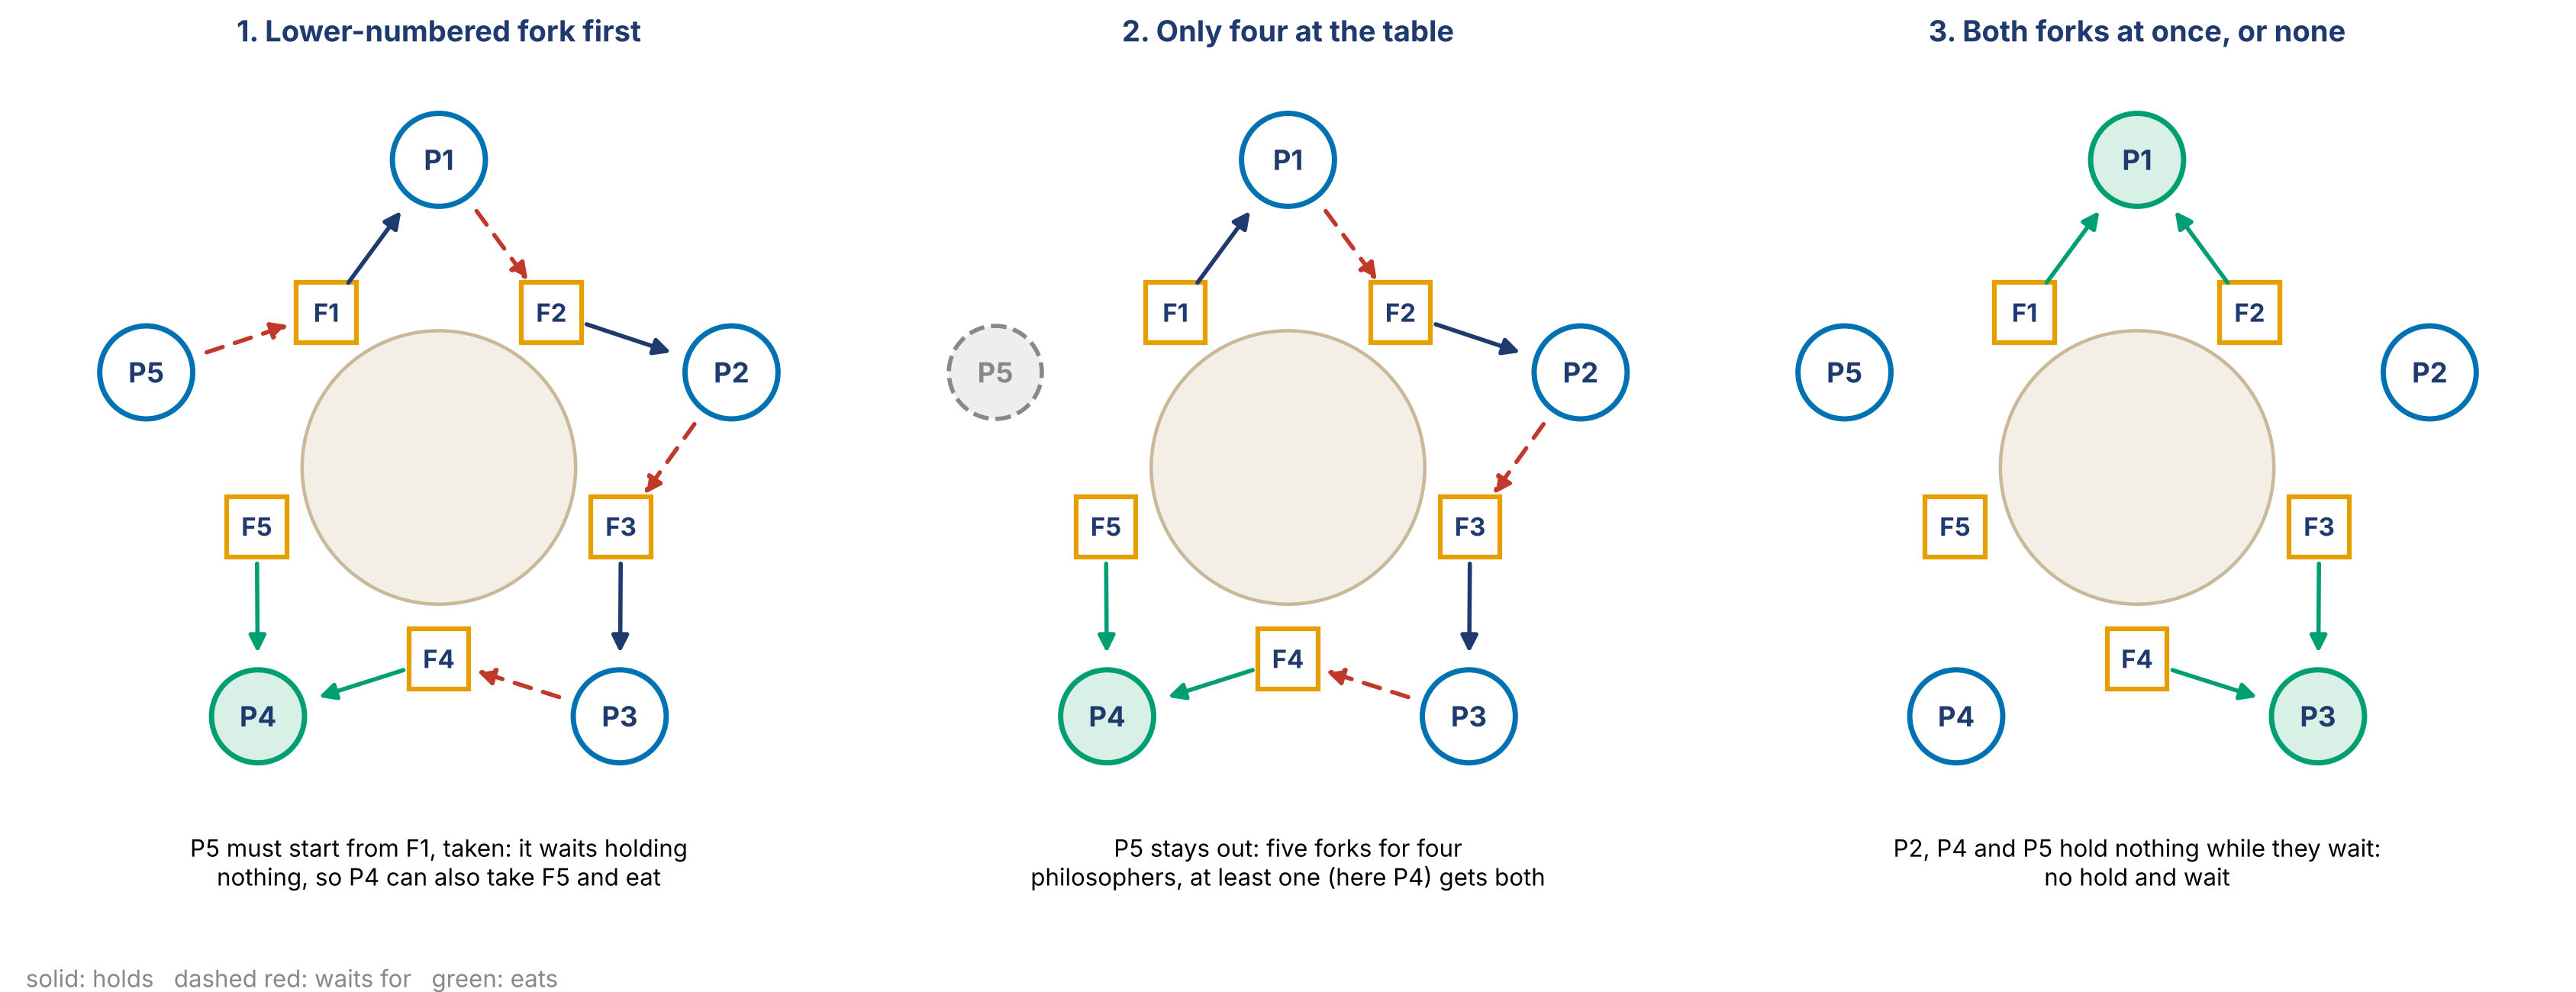 1. Lower-numbered fork first
P1
F1
F2
P5
P2
F5
F3
F4
P4
P3
P5 must start from F1, taken: it waits holding
nothing, so P4 can also take F5 and eat
2. Only four at the table
P1
F1
F2
P5
P2
F5
F3
F4
P4
P3
P5 stays out: five forks for four
philosophers, at least one (here P4) gets both
3. Both forks at once, or none
P1
F1
F2
P5
P2
F5
F3
F4
P4
P3
P2, P4 and P5 hold nothing while they wait:
no hold and wait
solid: holds dashed red: waits for green: eats